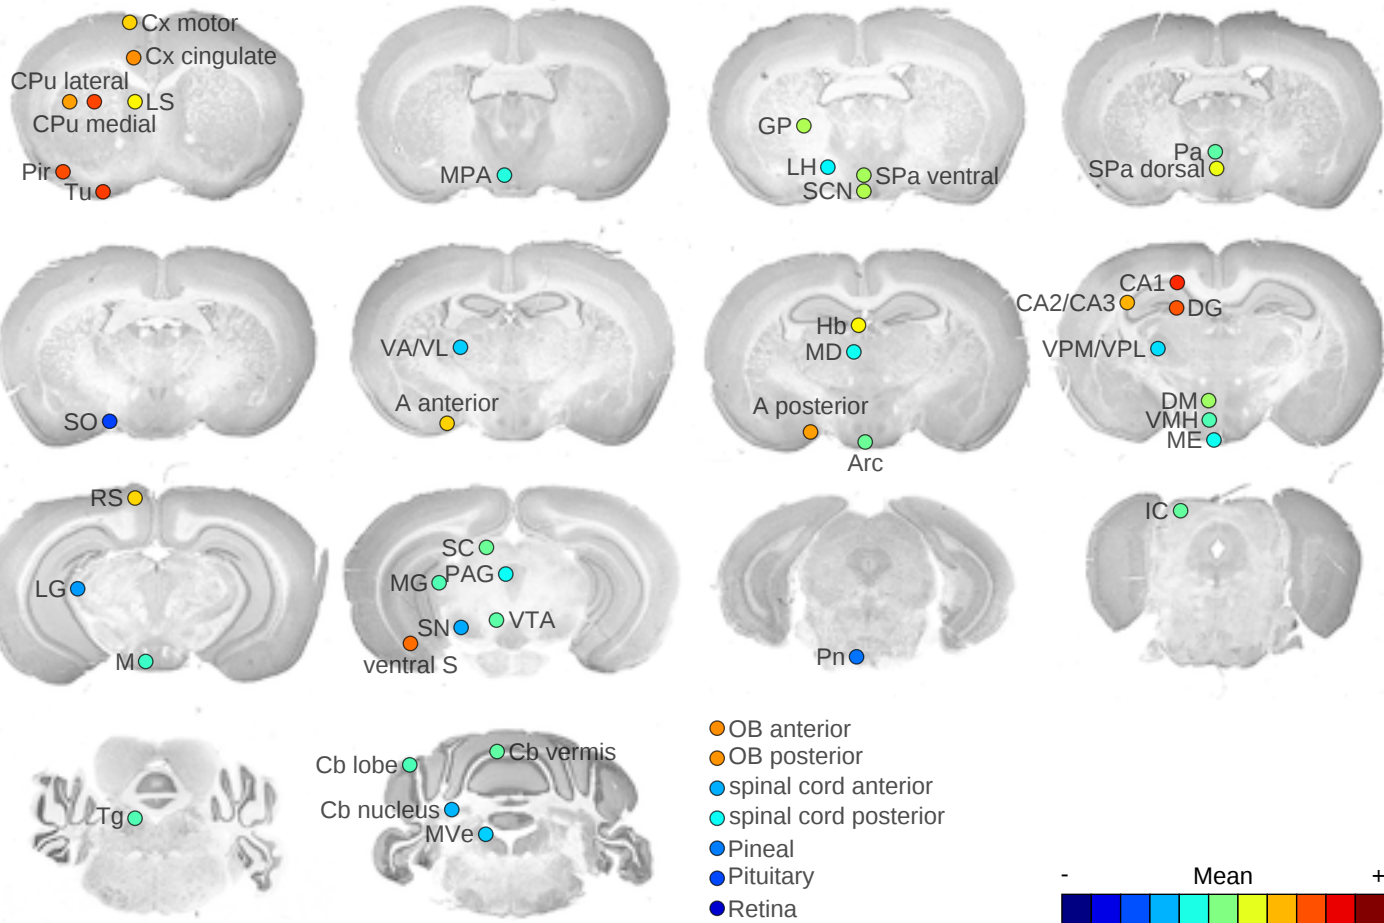 Cx motor
Cx cingulate
CPu lateral
LS
CPu medial
Pir
Tu
MPA
GP
LH
SPa ventral
SCN
Pa
SPa dorsal
SO
VA/VL
A anterior
Hb
MD
A posterior
Arc
CA1
CA2/CA3
DG
VPM/VPL
DM
VMH
ME
RS
LG
M
SC
MG
PAG
SN
VTA
ventral S
Pn
IC
Tg
Cb lobe
Cb vermis
Cb nucleus
MVe
OB anterior
OB posterior
spinal cord anterior
spinal cord posterior
Pineal
Pituitary
Retina
- Mean +